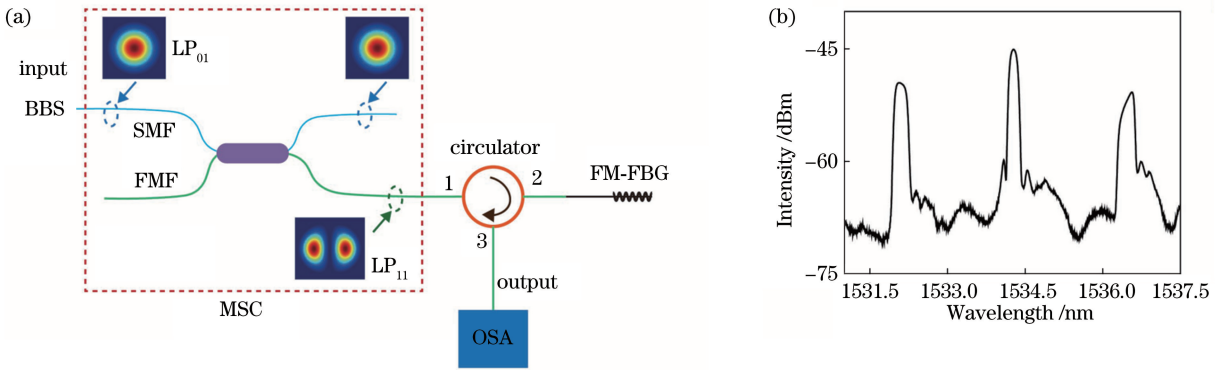 (a)
LP01
input
BBS
SMF
FMF
circulator
1
2
FM-FBG
3
LP11
output
MSC
OSA
(b)
Intensity /dBm
−45
−60
−75
1531.5 1533.0 1534.5 1536.0 1537.5
Wavelength /nm